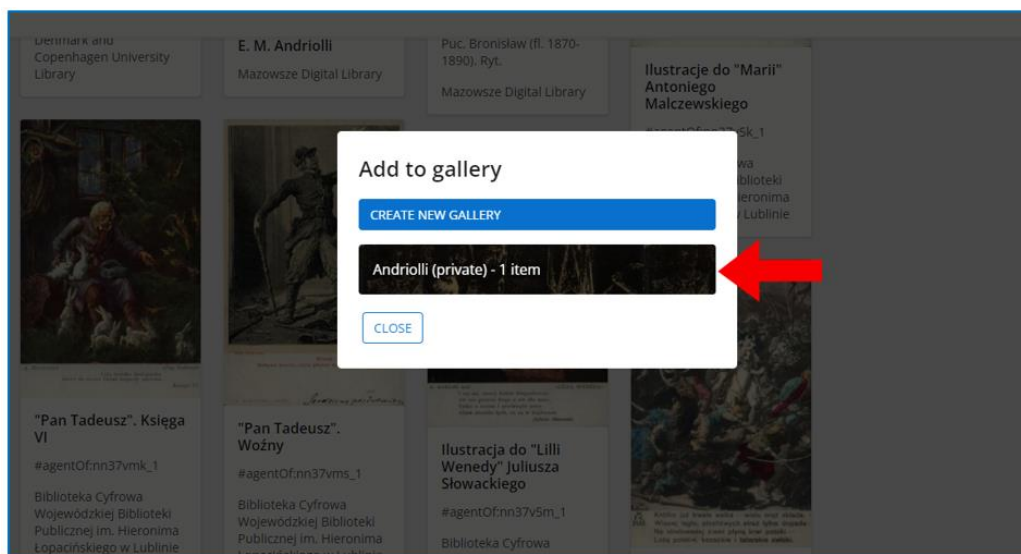 Denmark and
Copenhagen University
Library
E. M. Andriolli
Mazowsze Digital Library
Puc. Bronisław (fl. 1870-
1890). Ryt.
Mazowsze Digital Library
Ilustracje do "Marii"
Antoniego
Malczewskiego
Add to gallery
CREATE NEW GALLERY
Andriolli (private) - 1 item
CLOSE
"Pan Tadeusz". Księga
VI
#agentOf:nn37vmk_1
Biblioteka Cyfrowa
Wojewódzkiej Biblioteki
Publicznej im. Hieronima
Łopacińskiego w Lublinie
"Pan Tadeusz".
Woźny
#agentOf:nn37vms_1
Biblioteka Cyfrowa
Wojewódzkiej Biblioteki
Publicznej im. Hieronima
Łopacińskiego w Lublinie
Ilustracja do "Lilli
Wenedy" Juliusza
Słowackiego
#agentOf:nn37v5m_1
Biblioteka Cyfrowa